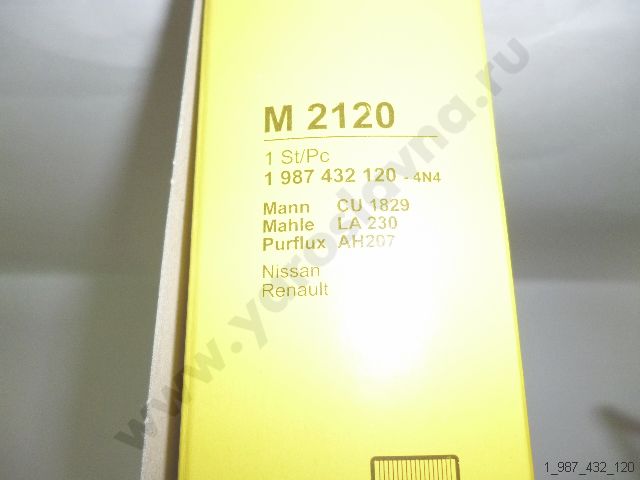 M 2120
1 St/Pc
1 987 432 120 - 4N4
Mann CU 1829
Mahle LA 230
Purflux AH207
Nissan
Renault
www.yaroslavna.ru
1_987_432_120